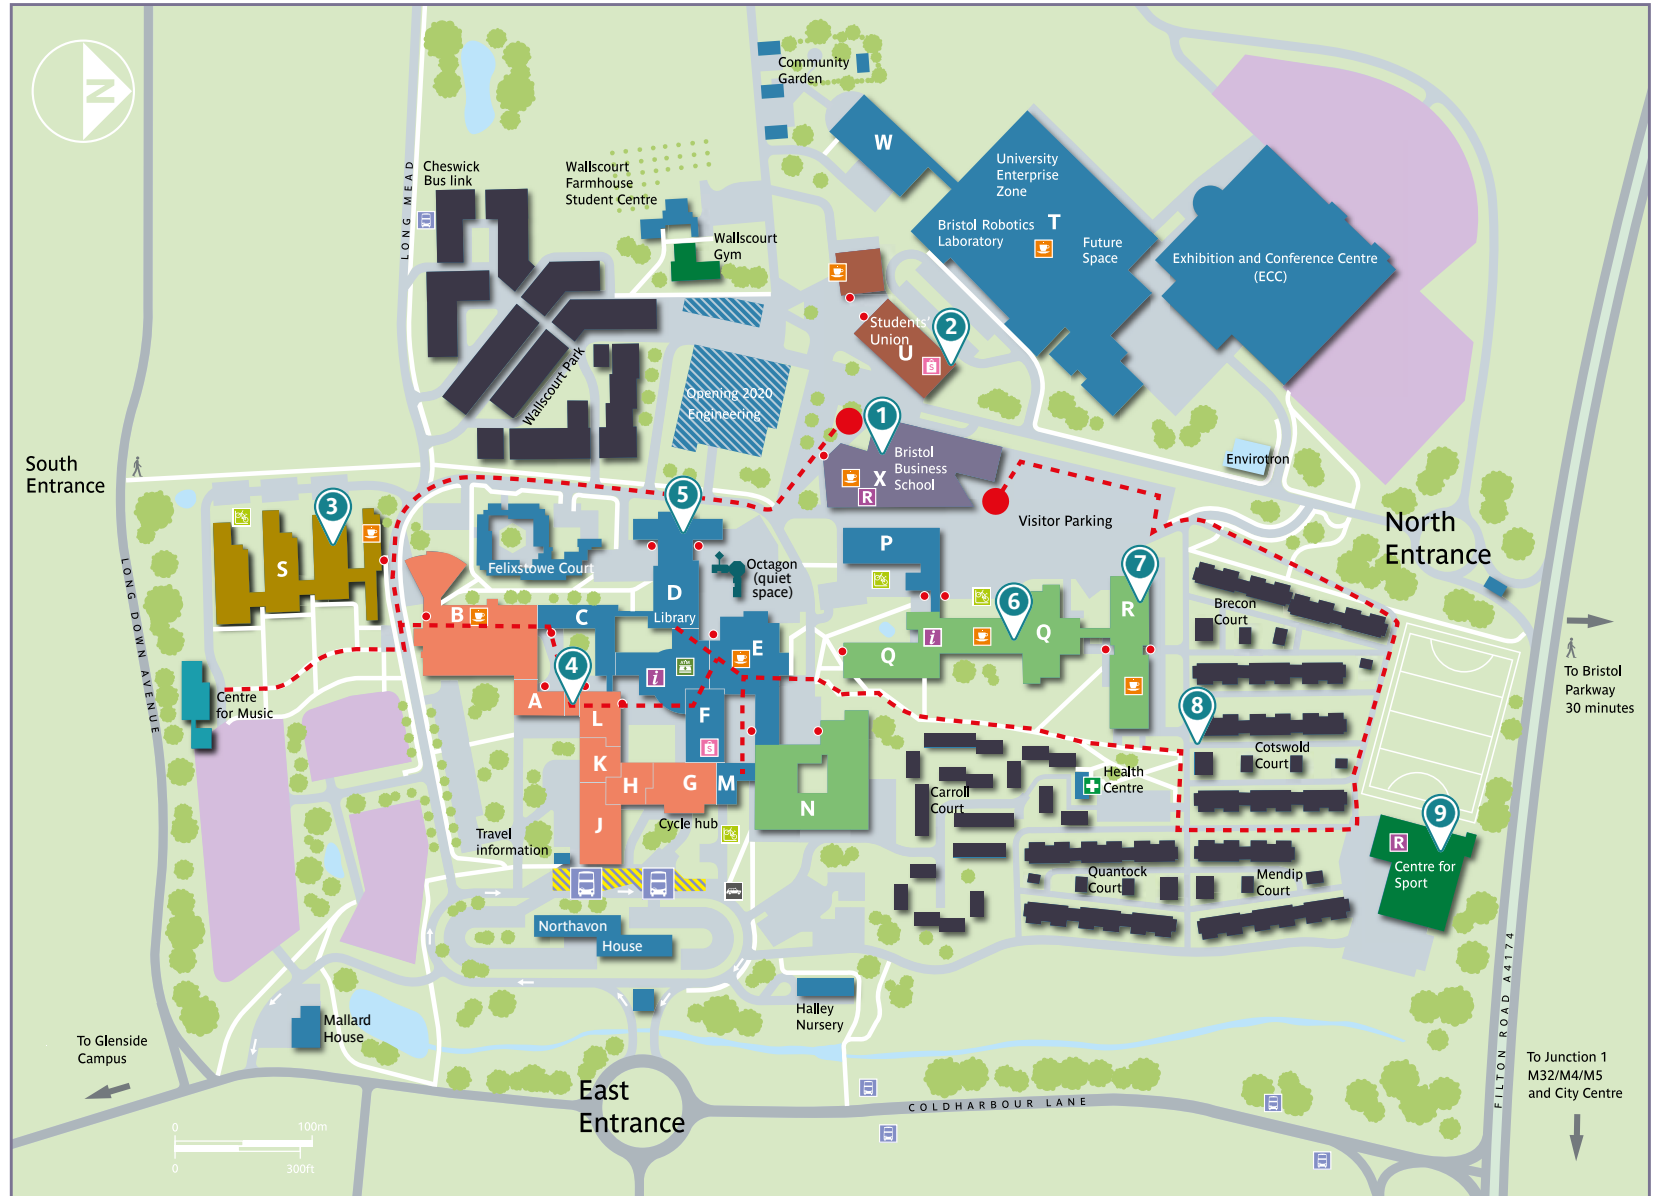 N
Community
Garden
W
University
Enterprise
Zone
Bristol Robotics
Laboratory
T
Future
Space
Exhibition and Conference Centre
(ECC)
Cheswick
Bus link
LONG MEAD
Wallscourt
Farmhouse
Student Centre
Wallscourt
Gym
Students'
Union
U
S
2
Wallscourt Park
Opening 2020
Engineering
1
Bristol
Business
School
X
R
Envirotron
Visitor Parking
North
Entrance
South
Entrance
3
S
5
Felixstowe Court
Octagon
(quiet
space)
P
7
R
6
Q
Q
i
Brecon
Court
To Bristol
Parkway
30 minutes
LONG DOWN AVENUE
Centre
for Music
B
C
D
Library
E
4
i
ATM
A
L
F
S
K
H
G
M
J
N
Cycle hub
8
Cotswold
Court
Carroll
Court
Health
Centre
9
R
Centre for
Sport
Quantock
Court
Mendip
Court
Travel
information
Northavon
House
Halley
Nursery
Mallard
House
To Glenside
Campus
East
Entrance
COLDHARBOUR LANE
FILTON ROAD A4174
To Junction 1
M32/M4/M5
and City Centre
0
100m
0
300ft